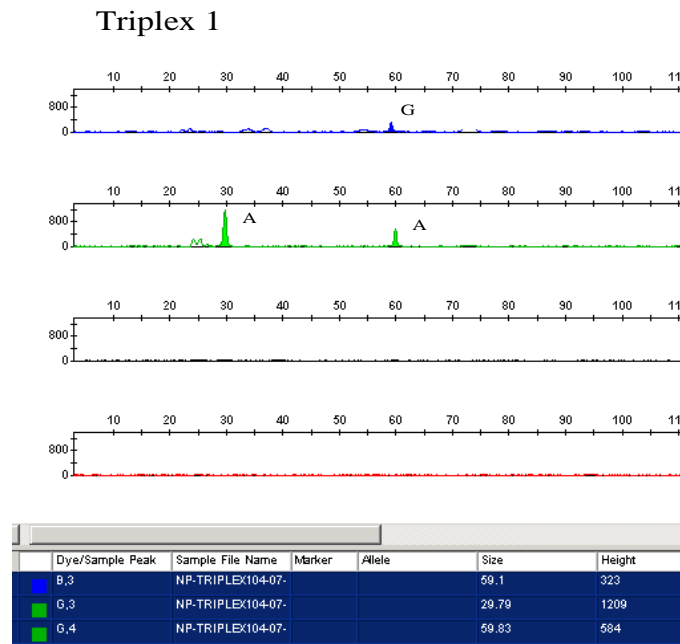 Triplex 1
10 20 30 40 50 60 70 80 90 100 11
800
0
G
10 20 30 40 50 60 70 80 90 100 11
800
0
A A
10 20 30 40 50 60 70 80 90 100 11
800
0
10 20 30 40 50 60 70 80 90 100 11
800
0
Dye/Sample Peak Sample File Name Marker Allele Size Height
B,3 NP-TRIPLEX104-07- 59.1 323
G,3 NP-TRIPLEX104-07- 29.79 1209
G,4 NP-TRIPLEX104-07- 59.83 584